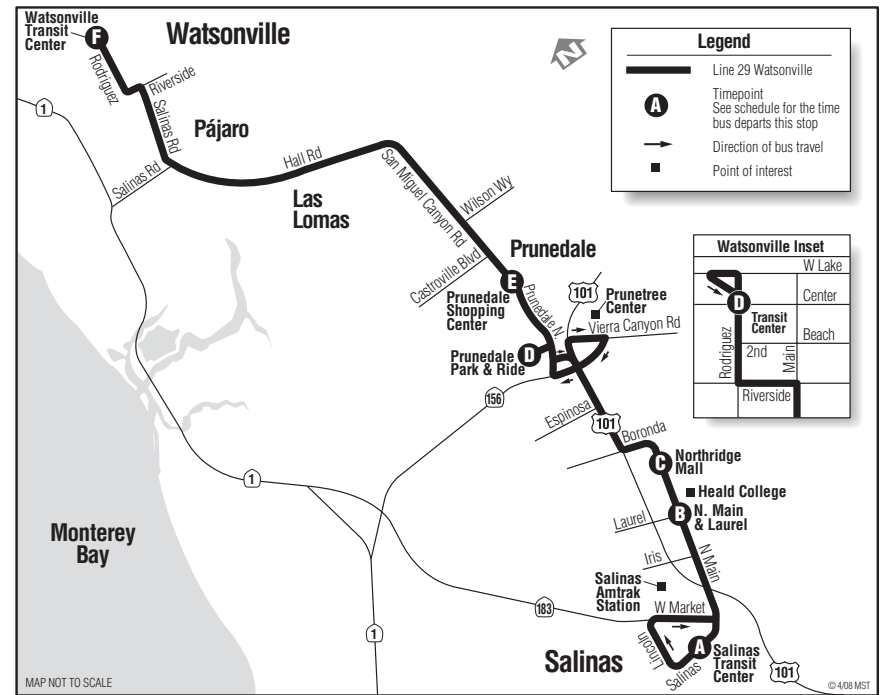 Watsonville
Transit
Center
F
Watsonville
Rodriguez
Riverside
Salinas Rd
Pájaro
1
Salinas Rd
Hall Rd
Las
Lomas
San Miguel Canyon Rd
Wilson Wy
Castroville Blvd
Prunedale
E
Prunedale
Shopping
Center
Prunedale N.
101
Prunetree
Center
Vierra Canyon Rd
D
Prunedale
Park & Ride
156
Espinosa
101
Boronda
C
Northridge
Mall
Heald College
B
N. Main
& Laurel
Laurel
Iris
N Main
Salinas
Amtrak
Station
W Market
Lincoln
A
Salinas
Transit
Center
Salinas
Salinas
101
183
1
1
Monterey
Bay
MAP NOT TO SCALE
© 4/08 MST
N
Legend
Line 29 Watsonville
A
Timepoint
See schedule for the time
bus departs this stop
Direction of bus travel
Point of interest
Watsonville Inset
W Lake
D
Center
Transit
Center
Beach
Rodriguez
2nd
Main
Riverside